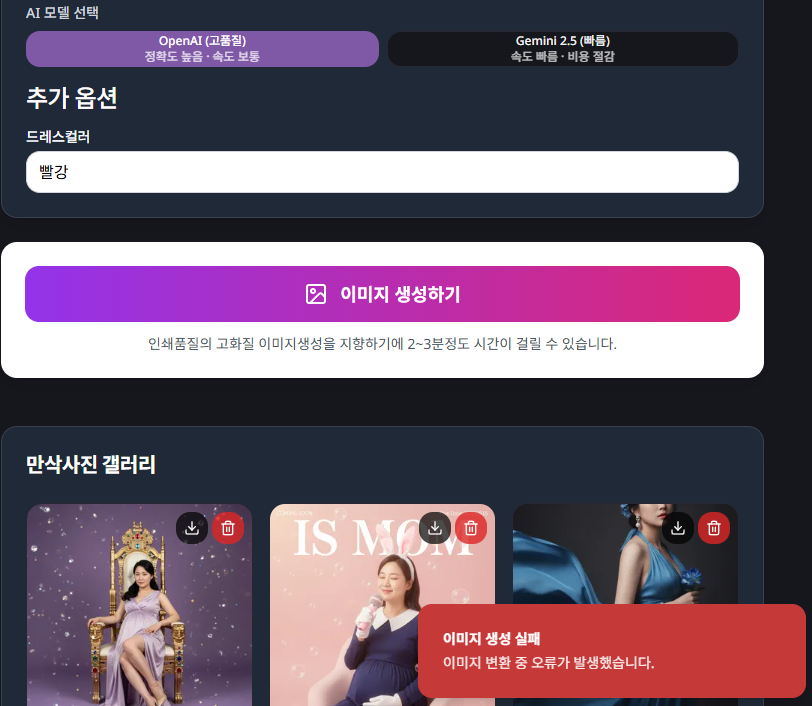 AI 모델 선택
OpenAI (고품질)
정확도 높음 · 속도 보통
Gemini 2.5 (빠름)
속도 빠름 · 비용 절감
추가 옵션
드레스컬러
빨강
이미지 생성하기
인쇄품질의 고화질 이미지생성을 지향하기에 2~3분정도 시간이 걸릴 수 있습니다.
만삭사진 갤러리
IS MOM
이미지 생성 실패
이미지 변환 중 오류가 발생했습니다.